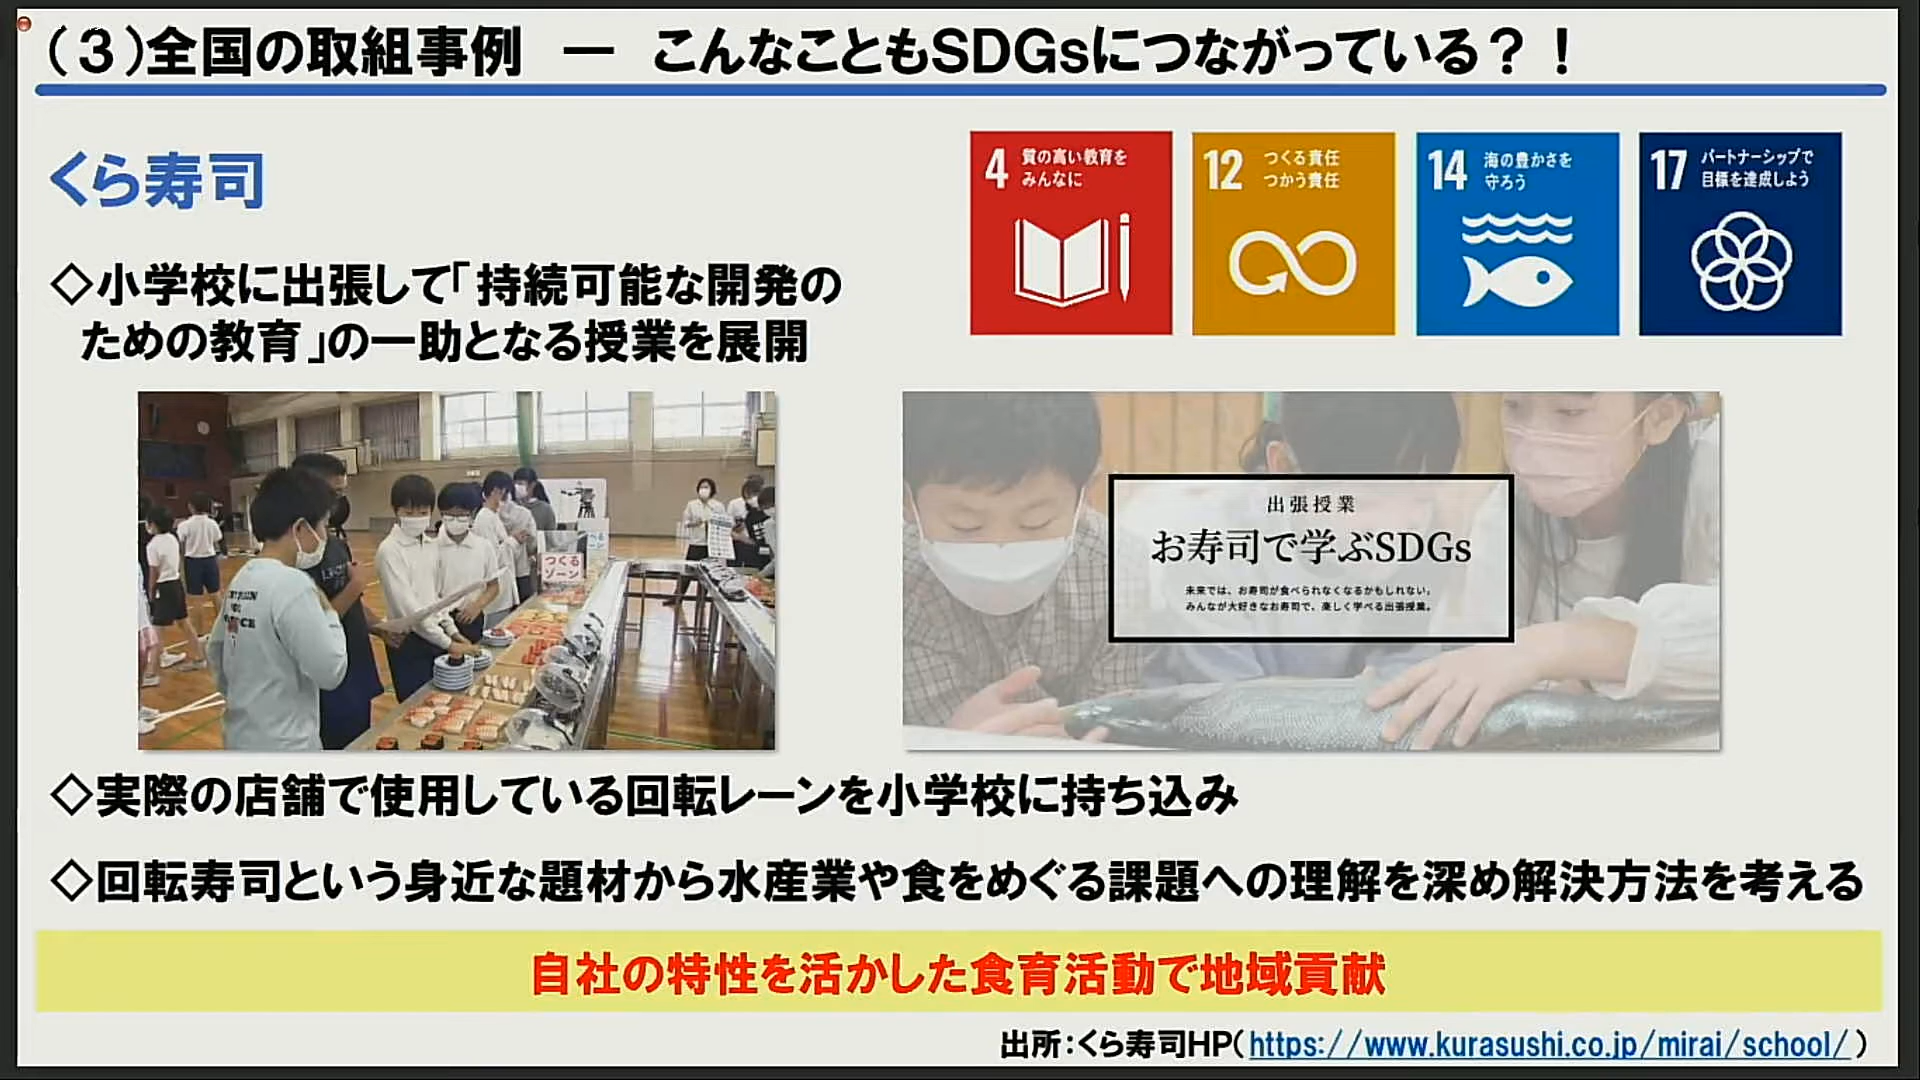 （３）全国の取組事例　―　こんなこともSDGsにつながっている？！
くら寿司
4 質の高い教育を
みんなに
12 つくる責任
つかう責任
14 海の豊かさを
守ろう
17 パートナーシップで
目標を達成しよう
◇小学校に出張して「持続可能な開発の
ための教育」の一助となる授業を展開
つくる
ゾーン
出張授業
お寿司で学ぶSDGs
未来では、お寿司が食べられなくなるかもしれない。
みんなが大好きなお寿司で、楽しく学べる出張授業。
◇実際の店舗で使用している回転レーンを小学校に持ち込み
◇回転寿司という身近な題材から水産業や食をめぐる課題への理解を深め解決方法を考える
自社の特性を活かした食育活動で地域貢献
出所：くら寿司HP（https://www.kurasushi.co.jp/mirai/school/）